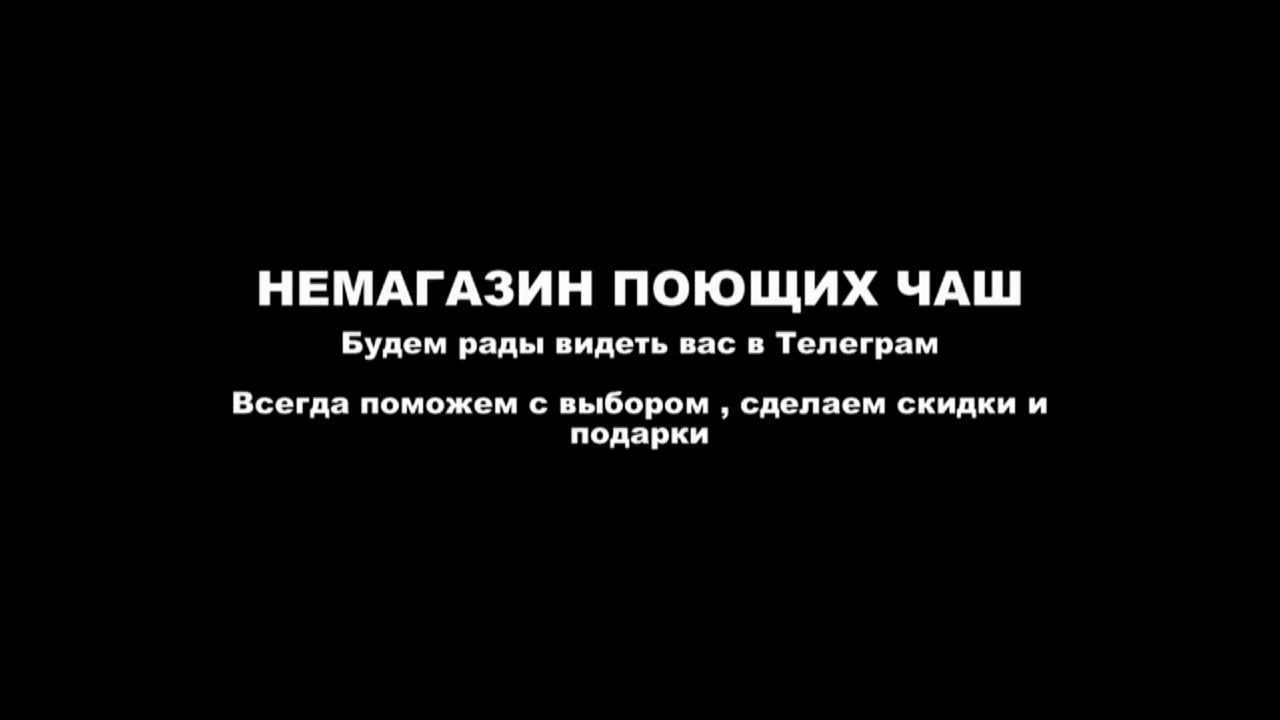 НЕМАГАЗИН ПОЮЩИХ ЧАШ
Будем рады видеть вас в Телеграм
Всегда поможем с выбором , сделаем скидки и
подарки